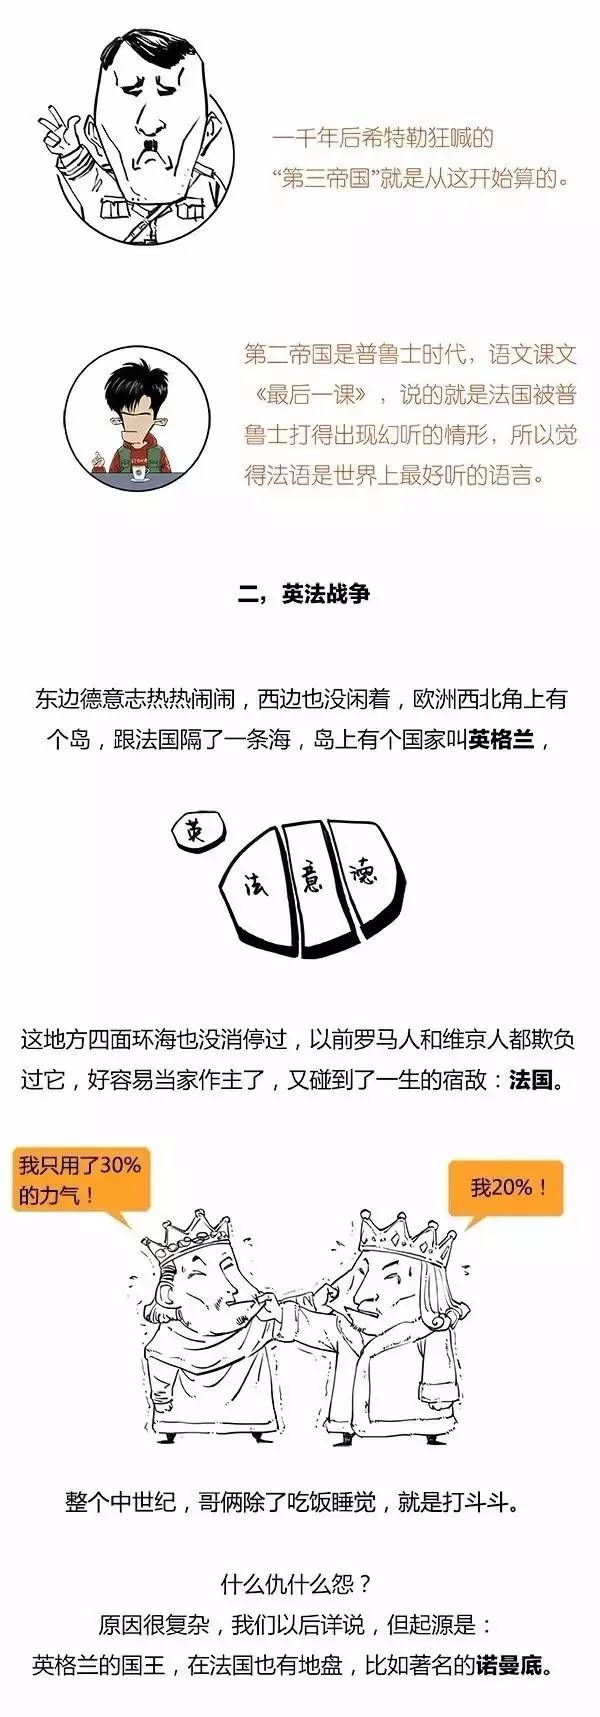 一千年后希特勒狂喊的
“第三帝国”就是从这开始算的。
第二帝国是普鲁士时代，语文课文
《最后一课》，说的就是法国被普
鲁士打得出现幻听的情形，所以觉
得法语是世界上最好听的语言。
二，英法战争
东边德意志热热闹闹，西边也没闲着，欧洲西北角上有
个岛，跟法国隔了一条海，岛上有个国家叫英格兰，
英
法 意 德
这地方四面环海也没消停过，以前罗马人和维京人都欺负
过它，好容易当家作主了，又碰到了一生的宿敌：法国。
我只用了30%
的力气！
我20%！
整个中世纪，哥俩除了吃饭睡觉，就是打斗斗。
什么仇什么怨？
原因很复杂，我们以后详说，但起源是：
英格兰的国王，在法国也有地盘，比如著名的诺曼底。